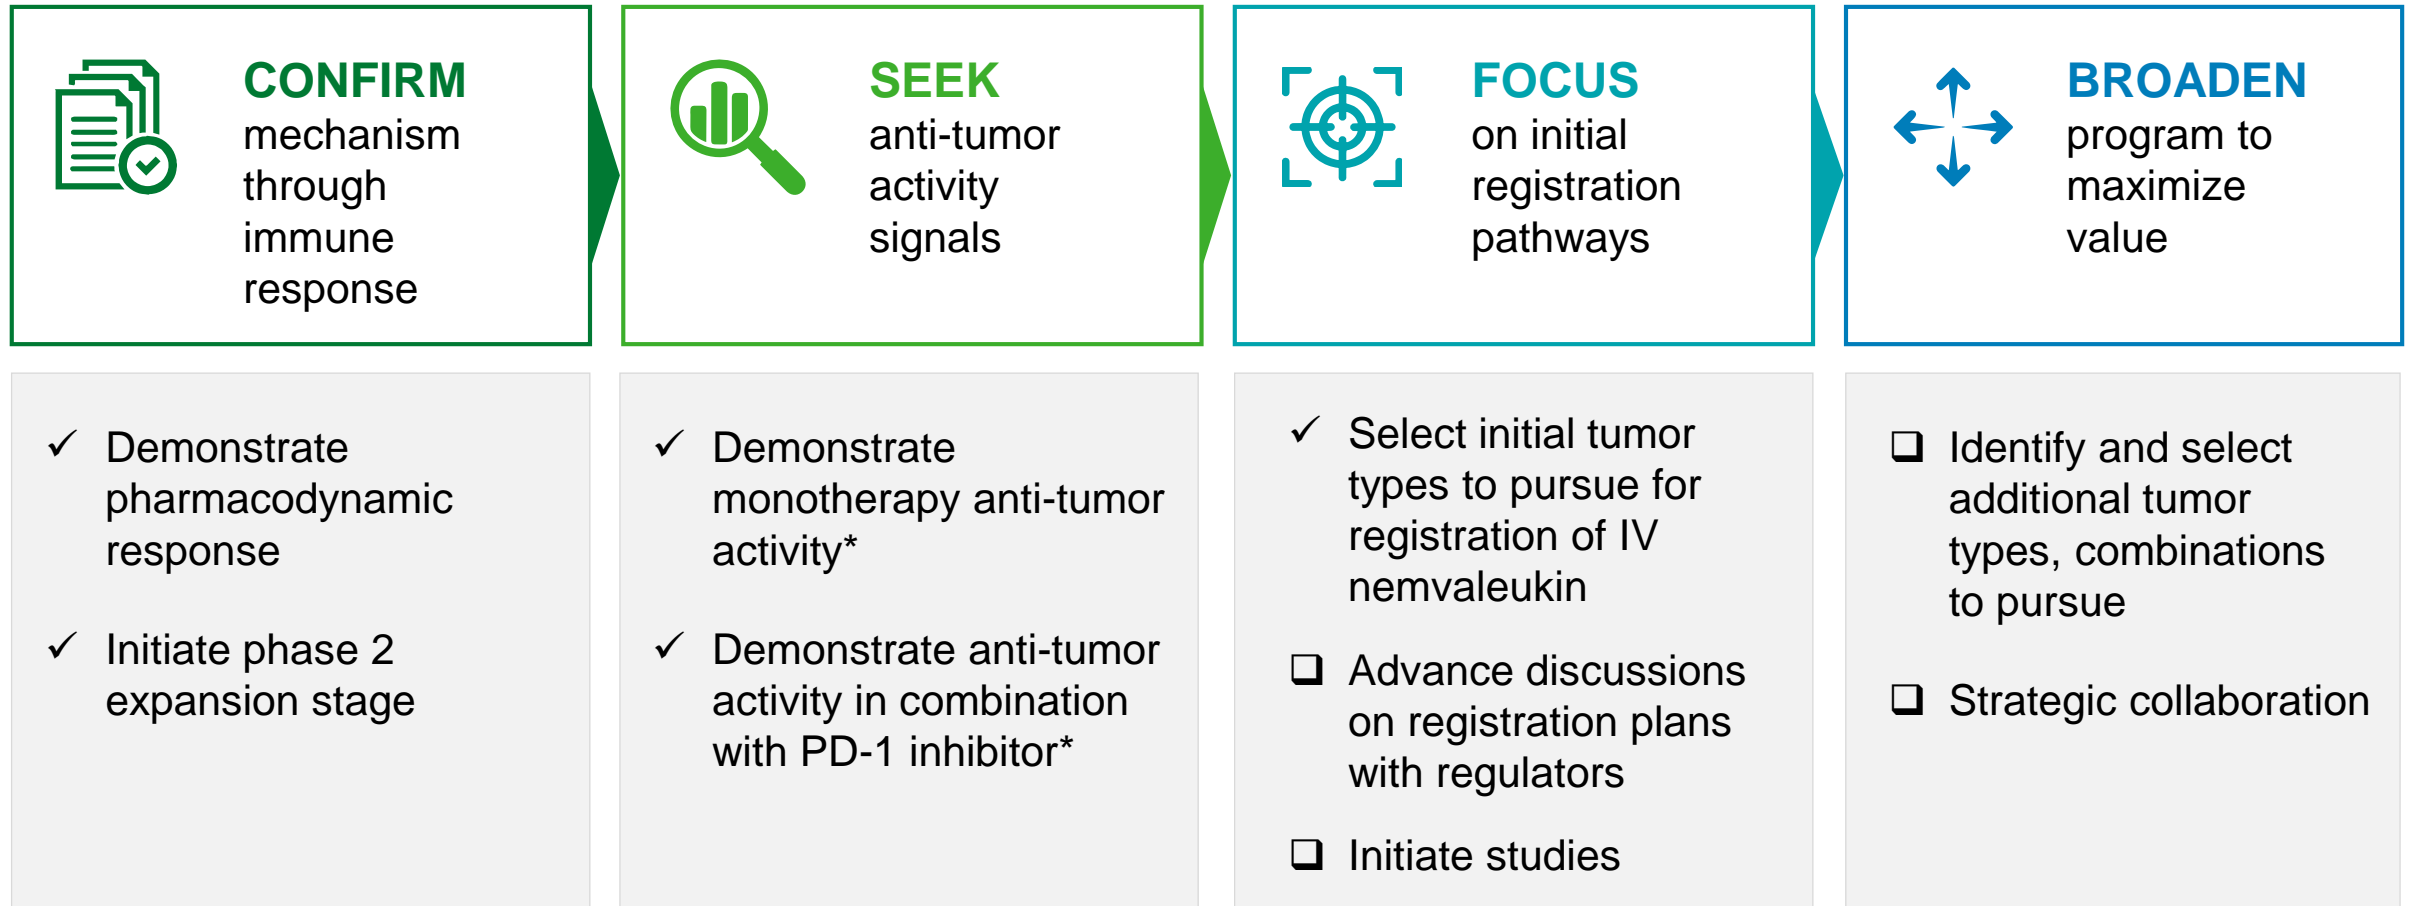 CONFIRM
mechanism
through
immune
response
SEEK
anti-tumor
activity
signals
FOCUS
on initial
registration
pathways
BROADEN
program to
maximize
value
✓ Demonstrate
pharmacodynamic
response
✓ Initiate phase 2
expansion stage
✓ Demonstrate
monotherapy anti-tumor
activity*
✓ Demonstrate anti-tumor
activity in combination
with PD-1 inhibitor*
✓ Select initial tumor
types to pursue for
registration of IV
nemvaleukin
❑ Advance discussions
on registration plans
with regulators
❑ Initiate studies
❑ Identify and select
additional tumor
types, combinations
to pursue
❑ Strategic collaboration